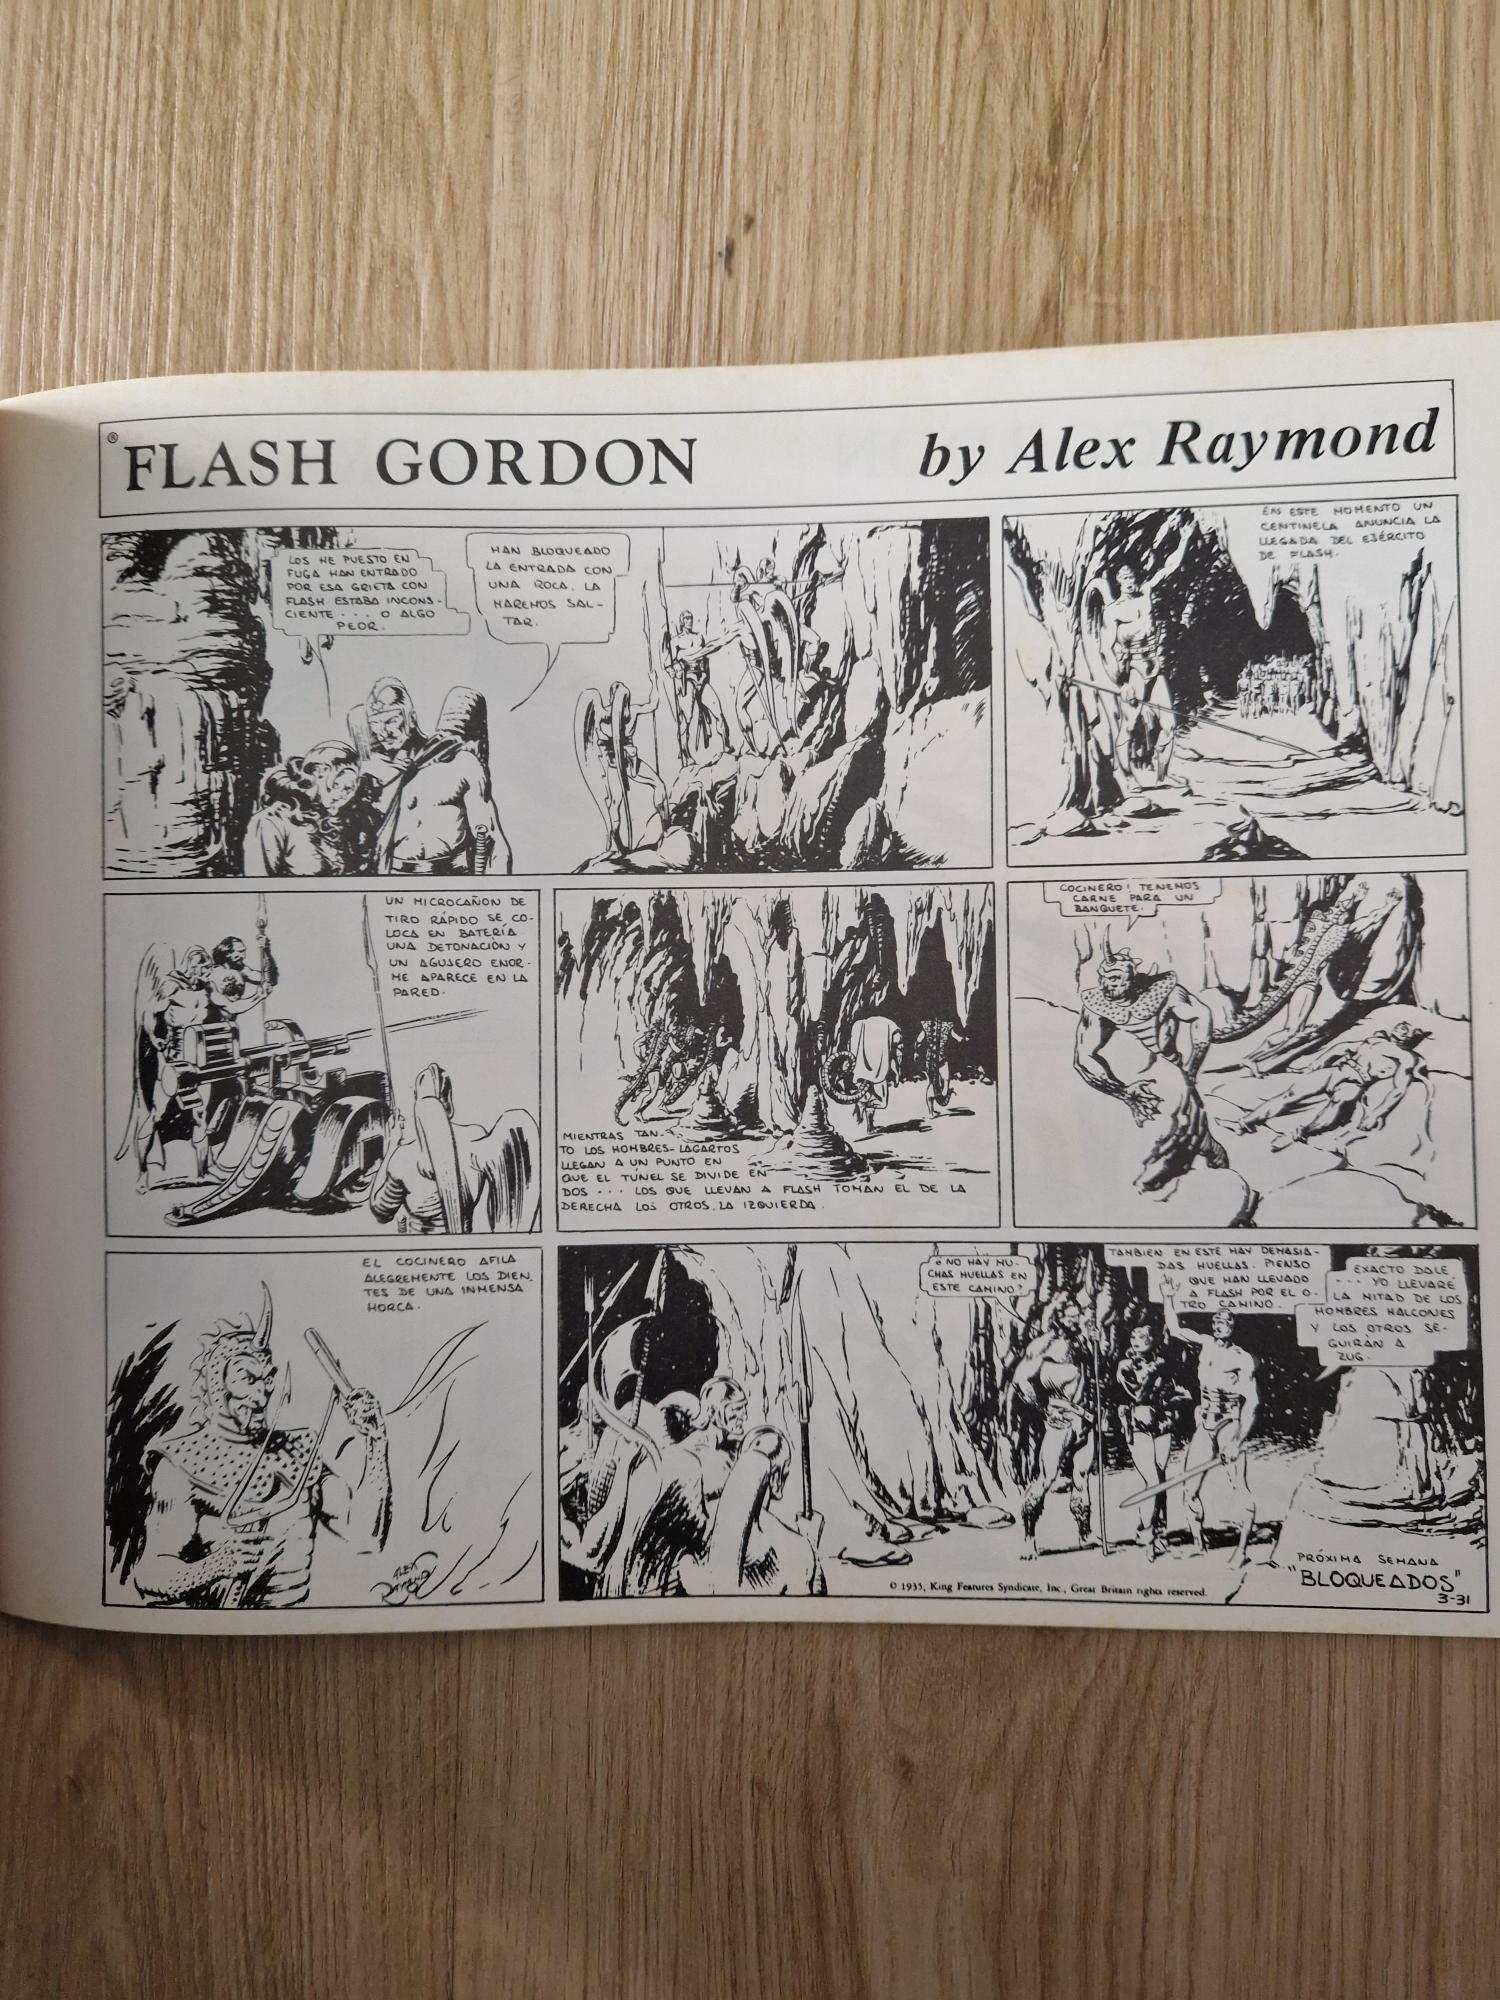 ® FLASH GORDON
by Alex Raymond
LOS HE PUESTO EN
FUGA HAN ENTRADO
POR ESA GRIETA CON
FLASH ESTABA INCONS-
CIENTE... O ALGO
PEOR.
HAN BLOQUEADO
LA ENTRADA CON
UNA ROCA. LA
HAREMOS SAL-
TAR.
EN ESTE MOMENTO UN
CENTINELA ANUNCIA LA
LLEGADA DEL EJÉRCITO
DE FLASH.
UN MICROCAÑON DE
TIRO RÁPIDO SE CO-
LOCA EN BATERÍA
UNA DETONACIÓN Y
UN AGUJERO ENOR-
ME APARECE EN LA
PARED.
MIENTRAS TAN-
TO LOS HOMBRES-LAGARTOS
LLEGAN A UN PUNTO EN
QUE EL TÚNEL SE DIVIDE EN
DOS... LOS QUE LLEVAN A FLASH TOMAN EL DE LA
DERECHA LOS OTROS, LA IZQUIERDA.
COCINERO! TENEMOS
CARNE PARA UN
BANQUETE.
EL COCINERO AFILA
ALEGREMENTE LOS DIEN-
TES DE UNA INMENSA
HORCA.
ALEX
RAYMOND
¿NO HAY MU-
CHAS HUELLAS EN
ESTE CAMINO?
TAMBIEN EN ESTE HAY DEMASIA-
DAS HUELLAS. PIENSO
QUE HAN LLEVADO
A FLASH POR EL O-
TRO CAMINO.
EXACTO DALE
... YO LLEVARÉ
LA MITAD DE LOS
HOMBRES HALCONES
Y LOS OTROS SE-
GUIRÁN A
ZUG.
© 1935, King Features Syndicate, Inc., Great Britain rights reserved.
PRÓXIMA SEMANA
"BLOQUEADOS"
3-31